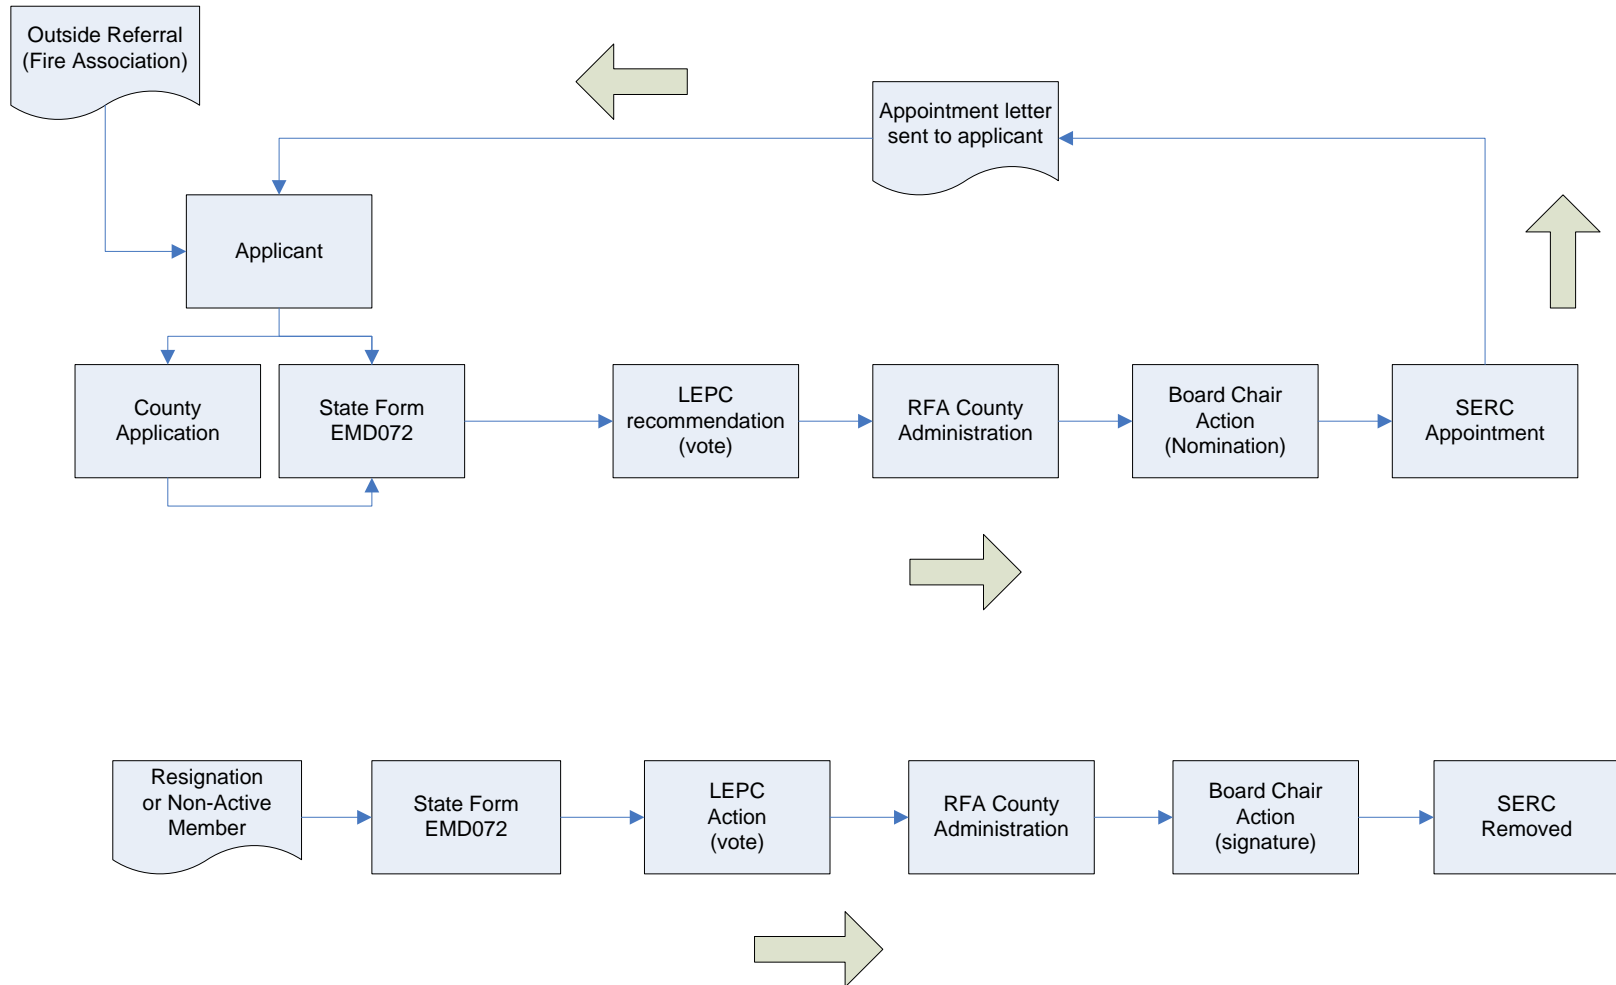 Outside Referral
(Fire Association)
Appointment letter
sent to applicant
Applicant
County
Application
State Form
EMD072
LEPC
recommendation
(vote)
RFA County
Administration
Board Chair
Action
(Nomination)
SERC
Appointment
Resignation
or Non-Active
Member
State Form
EMD072
LEPC
Action
(vote)
RFA County
Administration
Board Chair
Action
(signature)
SERC
Removed